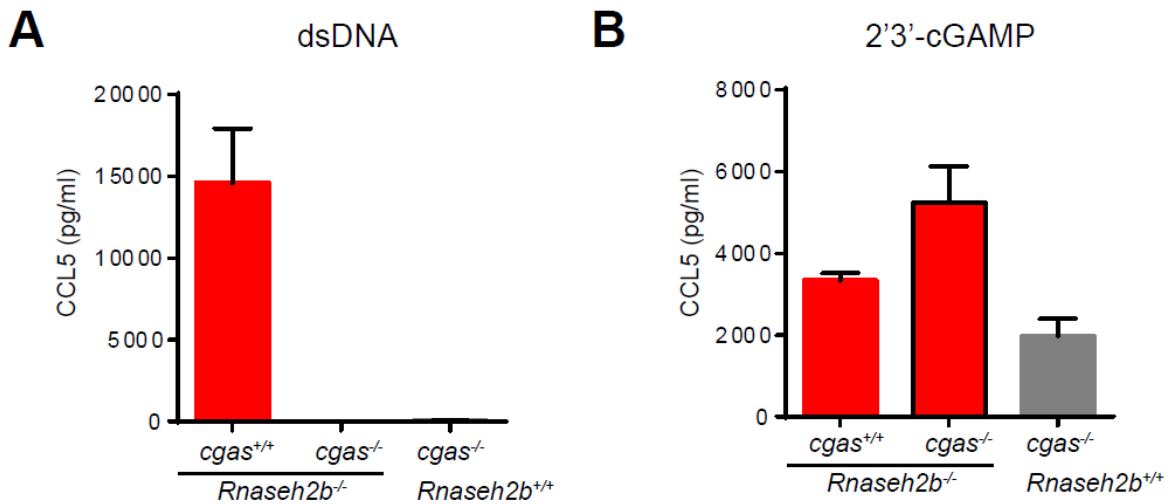 A
dsDNA
CCL5 (pg/ml)
20000
15000
10000
5000
0
cgas+/+
cgas-/-
cgas-/-
Rnaseh2b-/-
Rnaseh2b+/+
B
2'3'-cGAMP
CCL5 (pg/ml)
8000
6000
4000
2000
0
cgas+/+
cgas-/-
cgas-/-
Rnaseh2b-/-
Rnaseh2b+/+